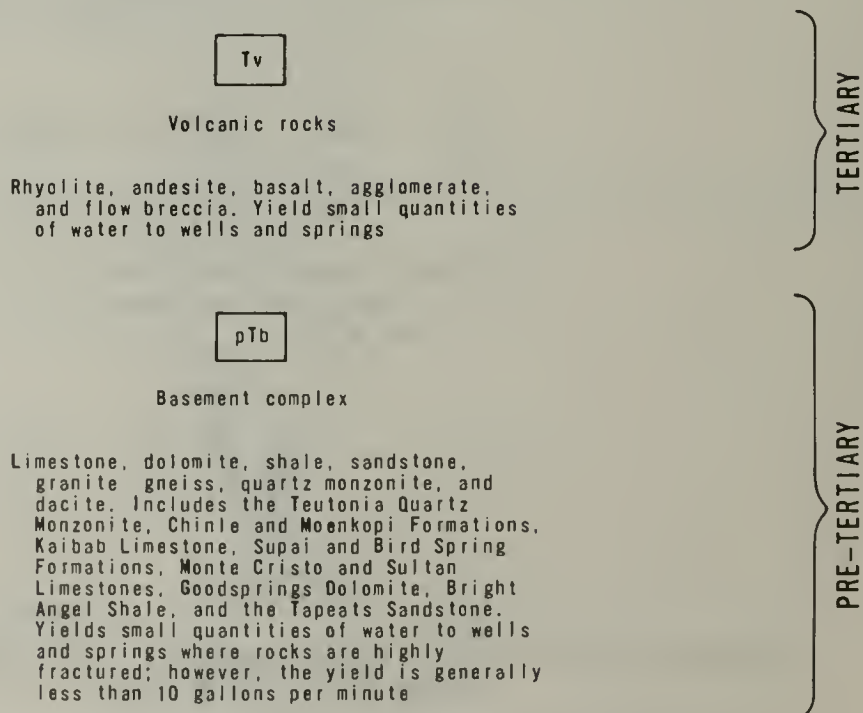 Tv
Volcanic rocks
TERTIARY
Rhyolite, andesite, basalt, agglomerate,
and flow breccia. Yield small quantities
of water to wells and springs
pTb
Basement complex
PRE-TERTIARY
Limestone, dolomite, shale, sandstone,
granite gneiss, quartz monzonite, and
dacite. Includes the Teutonia Quartz
Monzonite, Chinle and Moenkopi Formations,
Kaibab Limestone, Supai and Bird Spring
Formations, Monte Cristo and Sultan
Limestones, Goodsprings Dolomite, Bright
Angel Shale, and the Tapeats Sandstone.
Yields small quantities of water to wells
and springs where rocks are highly
fractured; however, the yield is generally
less than 10 gallons per minute